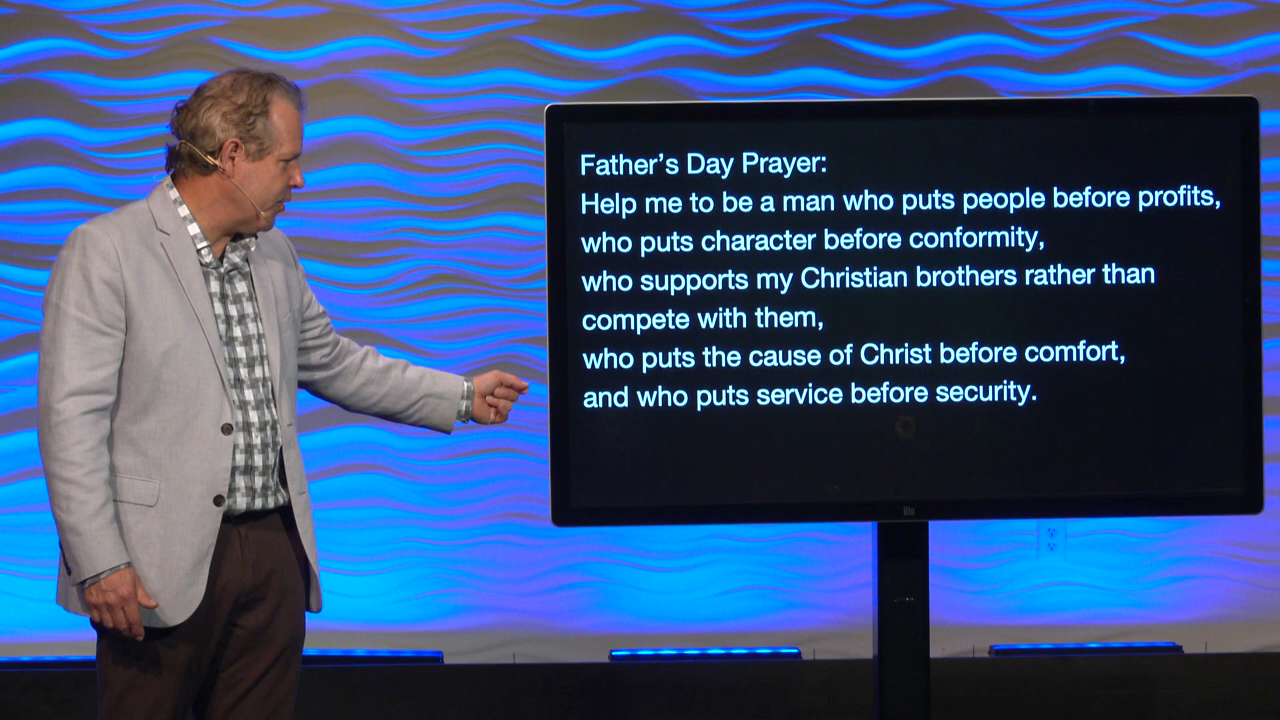 Father’s Day Prayer:
Help me to be a man who puts people before profits,
who puts character before conformity,
who supports my Christian brothers rather than
compete with them,
who puts the cause of Christ before comfort,
and who puts service before security.
elo